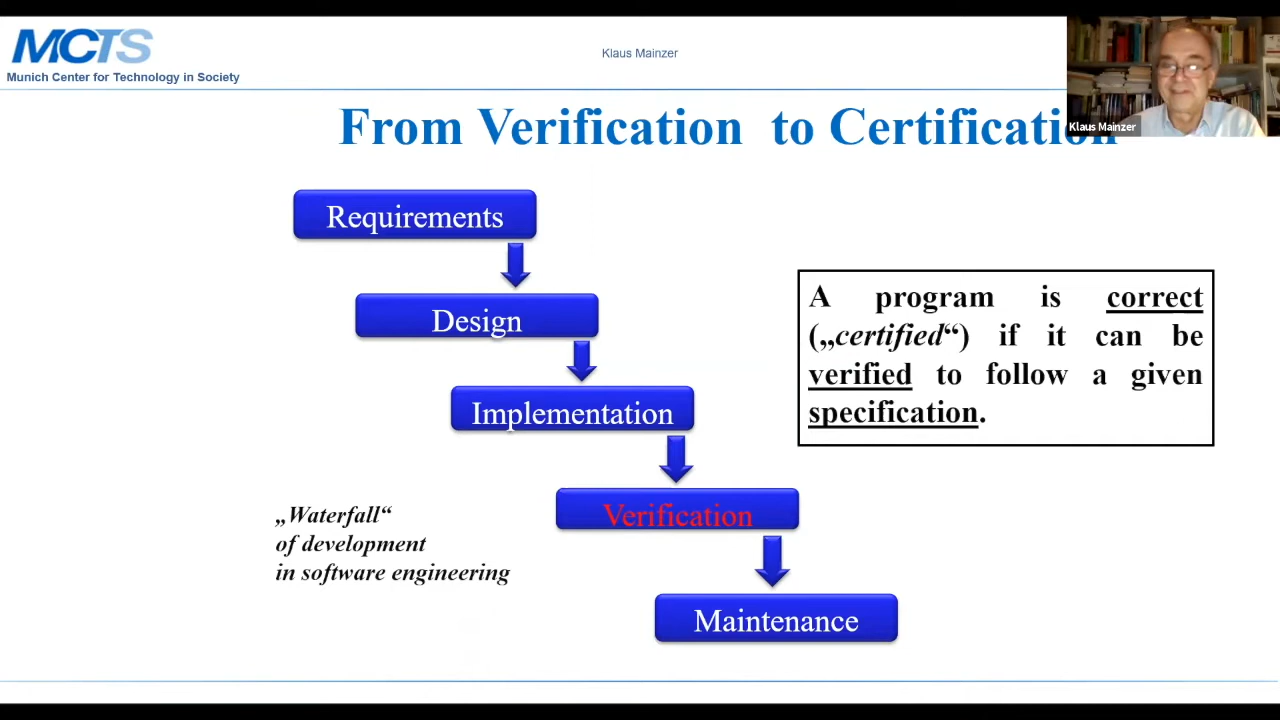 MCTS
Munich Center for Technology in Society
Klaus Mainzer
Klaus Mainzer
From Verification to Certification
Requirements
Design
Implementation
Verification
Maintenance
A program is correct
(„certified“) if it can be
verified to follow a given
specification.
„Waterfall“
of development
in software engineering